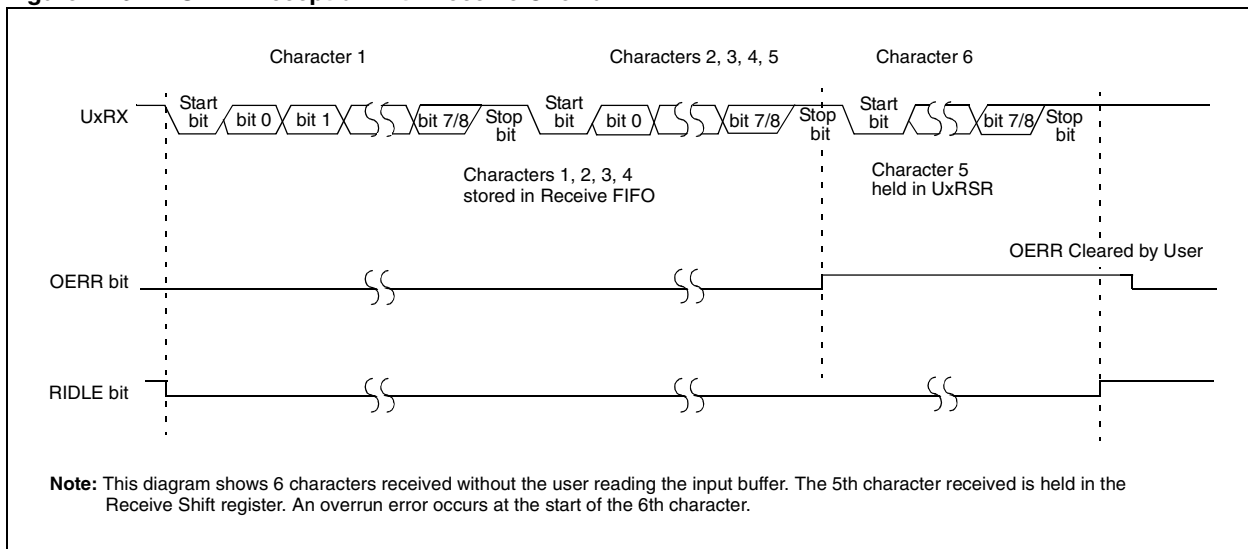 Character 1
Characters 2, 3, 4, 5
Character 6
UxRX
Start bit
bit 0
bit 1
bit 7/8
Stop bit
Start bit
bit 0
bit 7/8
Stop bit
Start bit
bit 7/8
Stop bit
Characters 1, 2, 3, 4
stored in Receive FIFO
Character 5
held in UxRSR
OERR Cleared by User
OERR bit
RIDLE bit
Note: This diagram shows 6 characters received without the user reading the input buffer. The 5th character received is held in the
Receive Shift register. An overrun error occurs at the start of the 6th character.